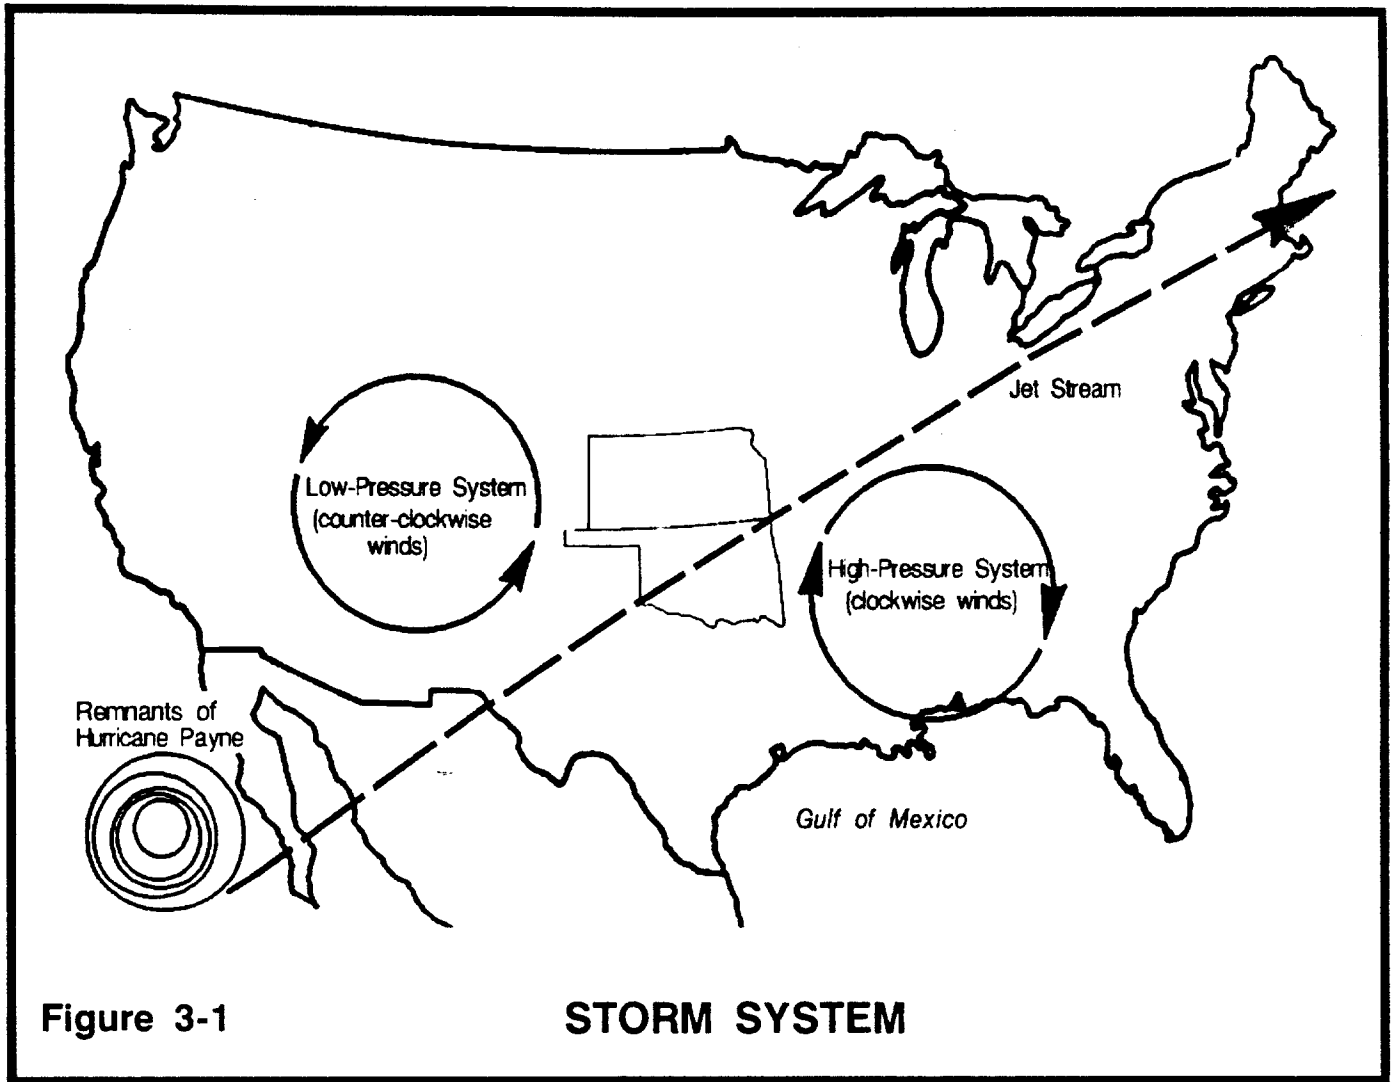 Jet Stream
Low-Pressure System
(counter-clockwise
winds)
High-Pressure System
(clockwise winds)
Remnants of
Hurricane Payne
Gulf of Mexico
Figure 3-1
STORM SYSTEM